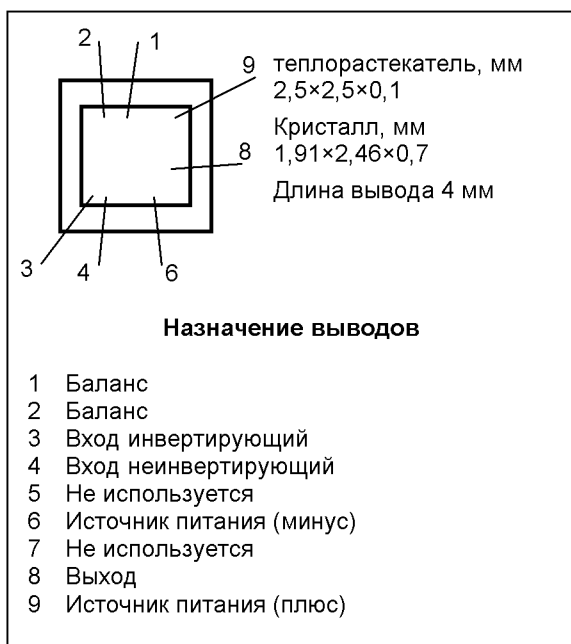 2 1
9 теплорастекатель, мм
2,5×2,5×0,1
Кристалл, мм
8 1,91×2,46×0,7
Длина вывода 4 мм
3 4 6
Назначение выводов
1 Баланс
2 Баланс
3 Вход инвертирующий
4 Вход неинвертирующий
5 Не используется
6 Источник питания (минус)
7 Не используется
8 Выход
9 Источник питания (плюс)